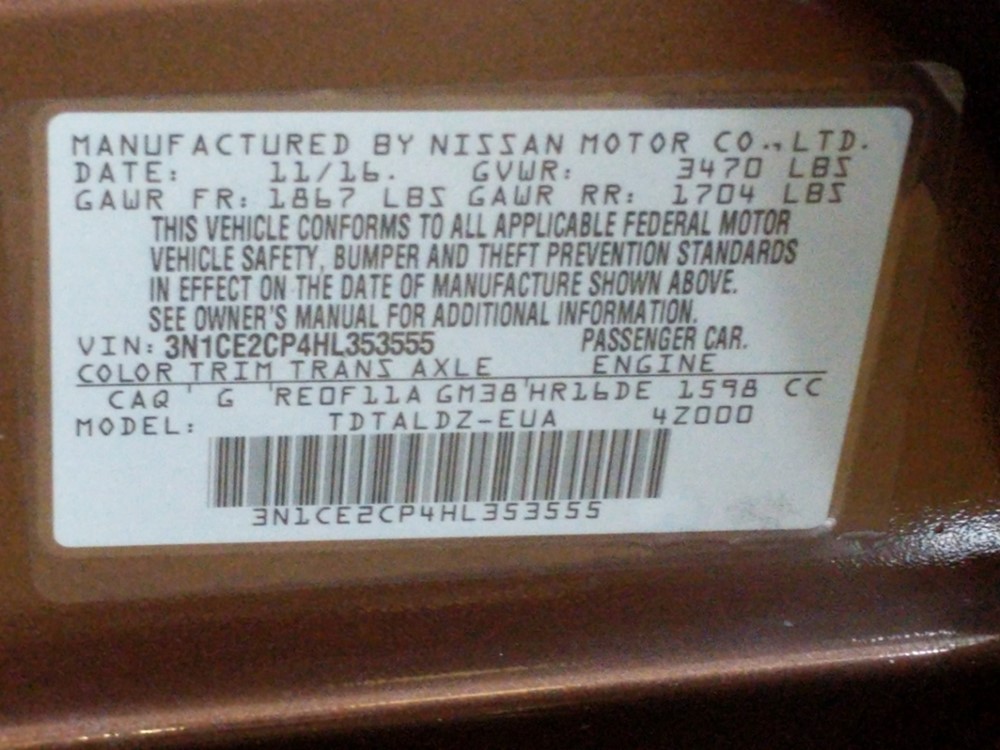 MANUFACTURED BY NISSAN MOTOR CO.,LTD.
DATE: 11/16. GVWR: 3470 LBS
GAWR FR: 1867 LBS GAWR RR: 1704 LBS
THIS VEHICLE CONFORMS TO ALL APPLICABLE FEDERAL MOTOR
VEHICLE SAFETY, BUMPER AND THEFT PREVENTION STANDARDS
IN EFFECT ON THE DATE OF MANUFACTURE SHOWN ABOVE.
SEE OWNER'S MANUAL FOR ADDITIONAL INFORMATION.
VIN: 3N1CE2CP4HL353555 PASSENGER CAR.
COLOR TRIM TRANS AXLE ENGINE
CAQ ' G 'RE0F11A GM38'HR16DE 1598 CC
MODEL: TDTALDZ-EUA 4Z000
3N1CE2CP4HL353555